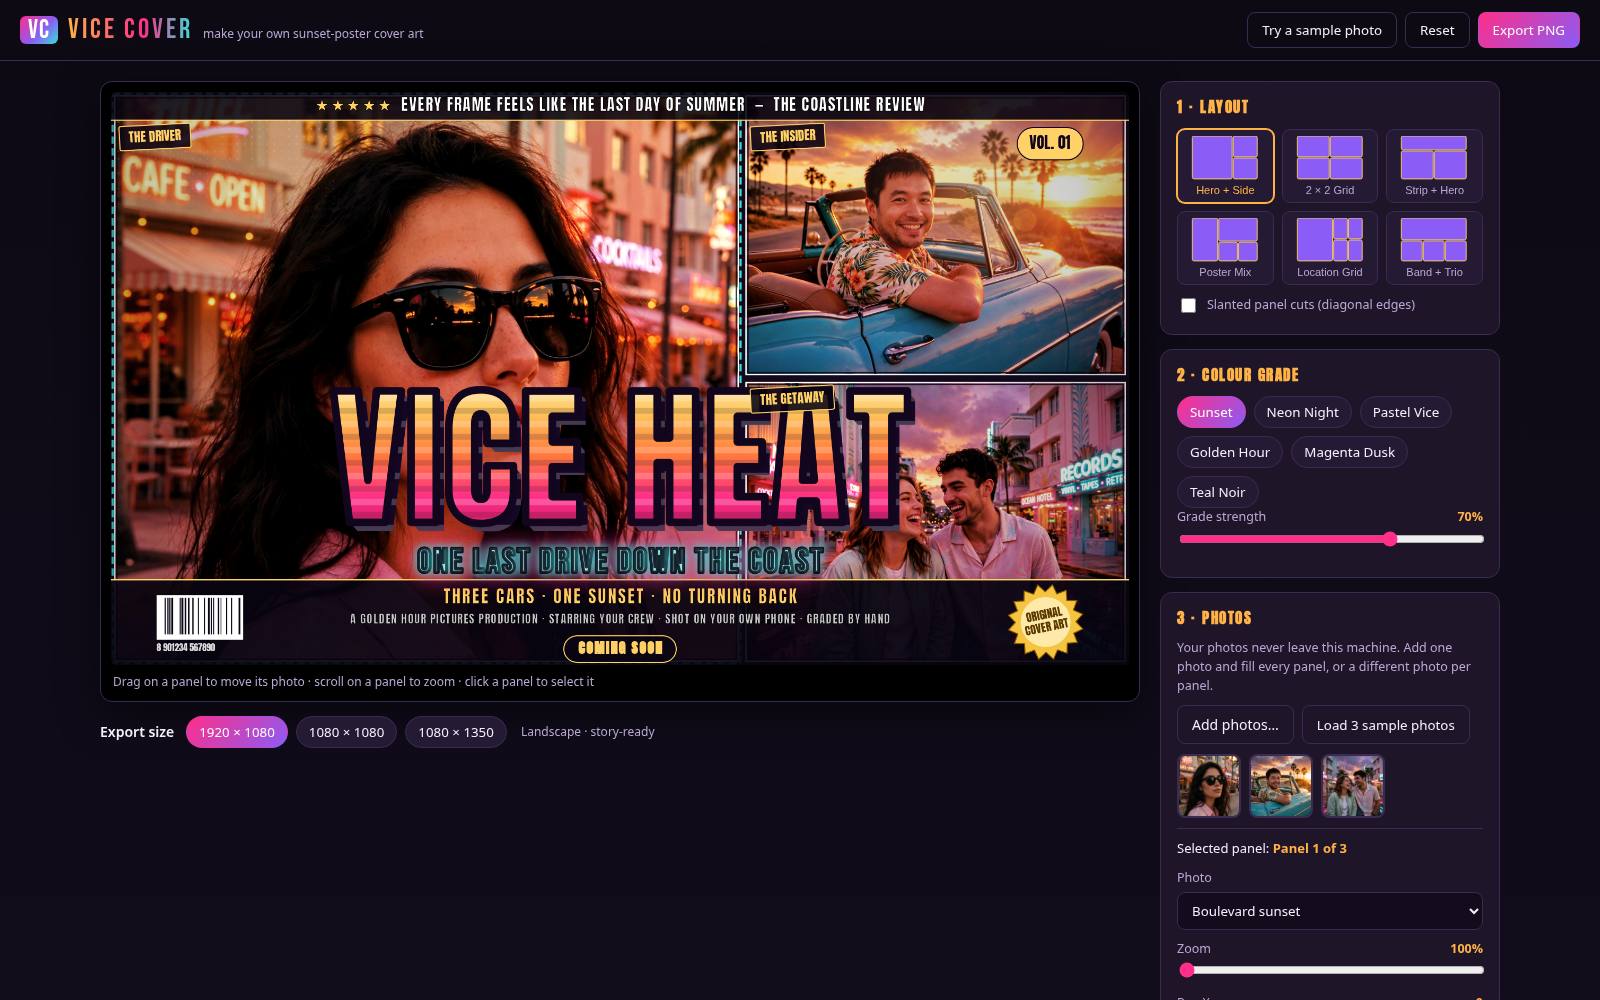 VC VICE COVER make your own sunset-poster cover art
Try a sample photo
Reset
Export PNG
★★★★★ EVERY FRAME FEELS LIKE THE LAST DAY OF SUMMER — THE COASTLINE REVIEW
THE DRIVER
THE INSIDER
VOL. 01
CAFE • OPEN
COCKTAILS
THE GETAWAY
VICE HEAT
RECORDS
VINYL • TAPES • RETR
OCEAN HOTEL
ONE LAST DRIVE DOWN THE COAST
THREE CARS · ONE SUNSET · NO TURNING BACK
A GOLDEN HOUR PICTURES PRODUCTION · STARRING YOUR CREW · SHOT ON YOUR OWN PHONE · GRADED BY HAND
COMING SOON
8 901234 567890
ORIGINAL
COVER ART
Drag on a panel to move its photo · scroll on a panel to zoom · click a panel to select it
Export size
1920 × 1080
1080 × 1080
1080 × 1350
Landscape · story-ready
1 · LAYOUT
Hero + Side
2 × 2 Grid
Strip + Hero
Poster Mix
Location Grid
Band + Trio
Slanted panel cuts (diagonal edges)
2 · COLOUR GRADE
Sunset
Neon Night
Pastel Vice
Golden Hour
Magenta Dusk
Teal Noir
Grade strength 70%
3 · PHOTOS
Your photos never leave this machine. Add one
photo and fill every panel, or a different photo per
panel.
Add photos…
Load 3 sample photos
Selected panel: Panel 1 of 3
Photo
Boulevard sunset
Zoom 100%